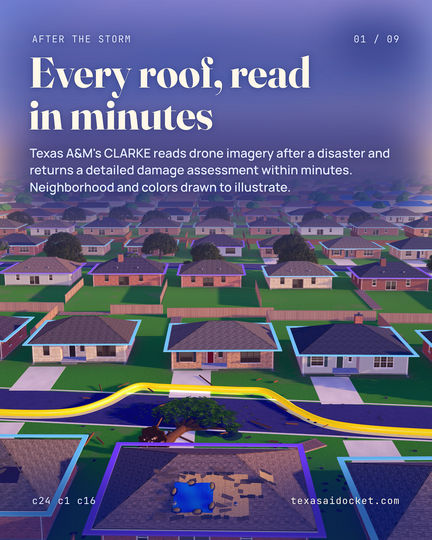 AFTER THE STORM
01 / 09
Every roof, read
in minutes
Texas A&M's CLARKE reads drone imagery after a disaster and
returns a detailed damage assessment within minutes.
Neighborhood and colors drawn to illustrate.
c24 c1 c16
texasaidocket.com